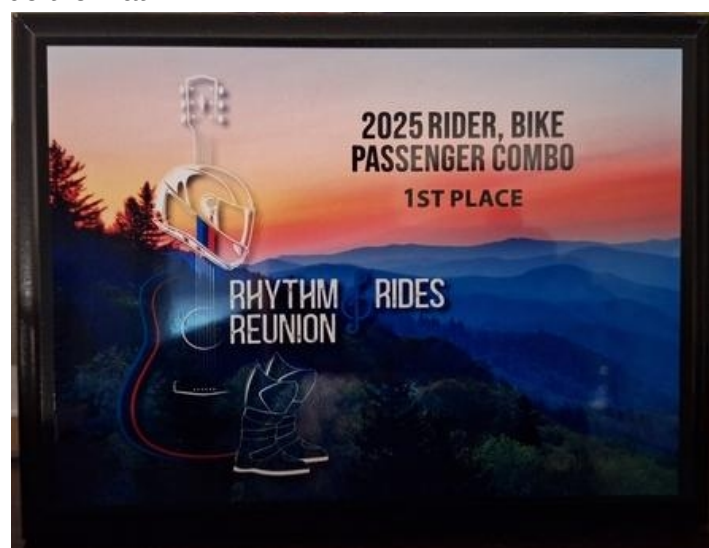 2025 RIDER, BIKE
PASSENGER COMBO
1ST PLACE
RHYTHM RIDES
REUNION